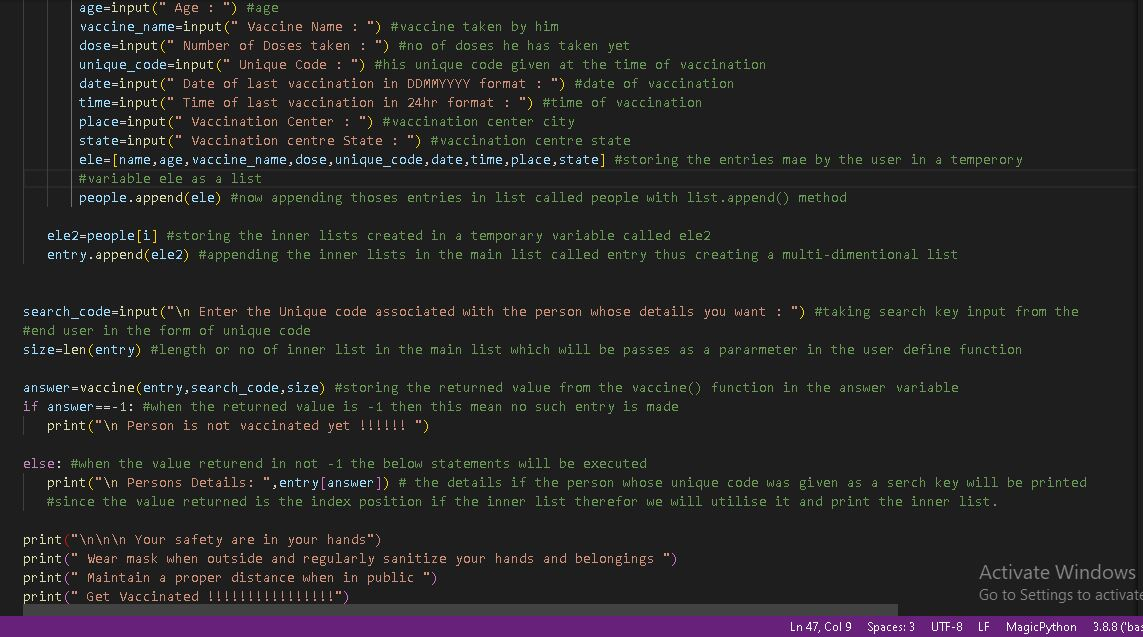 age=input(" Age : ") #age
vaccine_name=input(" Vaccine Name : ") #vaccine taken by him
dose=input(" Number of Doses taken : ") #no of doses he has taken yet
unique_code=input(" Unique Code : ") #his unique code given at the time of vaccination
date=input(" Date of last vaccination in DDMMYYYY format : ") #date of vaccination
time=input(" Time of last vaccination in 24hr format : ") #time of vaccination
place=input(" Vaccination Center : ") #vaccination center city
state=input(" Vaccination centre State : ") #vaccination centre state
ele=[name,age,vaccine_name,dose,unique_code,date,time,place,state] #storing the entries mae by the user in a temperory
#variable ele as a list
people.append(ele) #now appending thoses entries in list called people with list.append() method
ele2=people[i] #storing the inner lists created in a temporary variable called ele2
entry.append(ele2) #appending the inner lists in the main list called entry thus creating a multi-dimentional list
search_code=input("\n Enter the Unique code associated with the person whose details you want : ") #taking search key input from the
#end user in the form of unique code
size=len(entry) #length or no of inner list in the main list which will be passes as a pararmeter in the user define function
answer=vaccine(entry,search_code,size) #storing the returned value from the vaccine() function in the answer variable
if answer==-1: #when the returned value is -1 then this mean no such entry is made
print("\n Person is not vaccinated yet !!!!!! ")
else: #when the value returend in not -1 the below statements will be executed
print("\n Persons Details: ",entry[answer]) # the details if the person whose unique code was given as a serch key will be printed
#since the value returned is the index position if the inner list therefor we will utilise it and print the inner list.
print("\n\n\n Your safety are in your hands")
print(" Wear mask when outside and regularly sanitize your hands and belongings ")
print(" Maintain a proper distance when in public ")
print(" Get Vaccinated !!!!!!!!!!!!!!!!")
Activate Windows
Go to Settings to activate
Ln 47, Col 9 Spaces: 3 UTF-8 LF MagicPython 3.8.8 ('bas